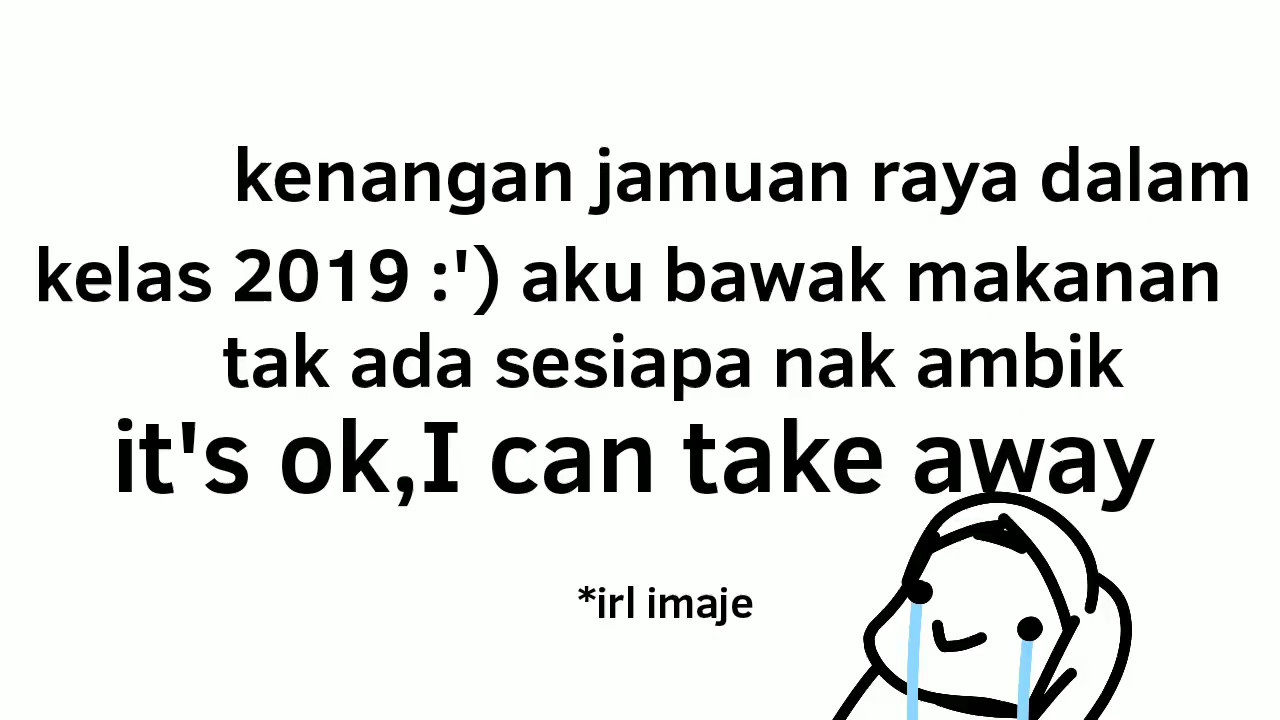 kenangan jamuan raya dalam
kelas 2019 :') aku bawak makanan
tak ada sesiapa nak ambik
it's ok,I can take away
*irl imaje